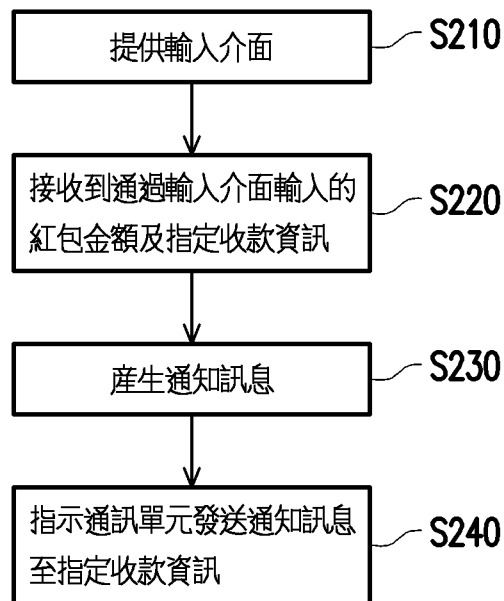 提供輸入介面
S210
接收到通過輸入介面輸入的
紅包金額及指定收款資訊
S220
産生通知訊息
S230
指示通訊單元發送通知訊息
至指定收款資訊
S240